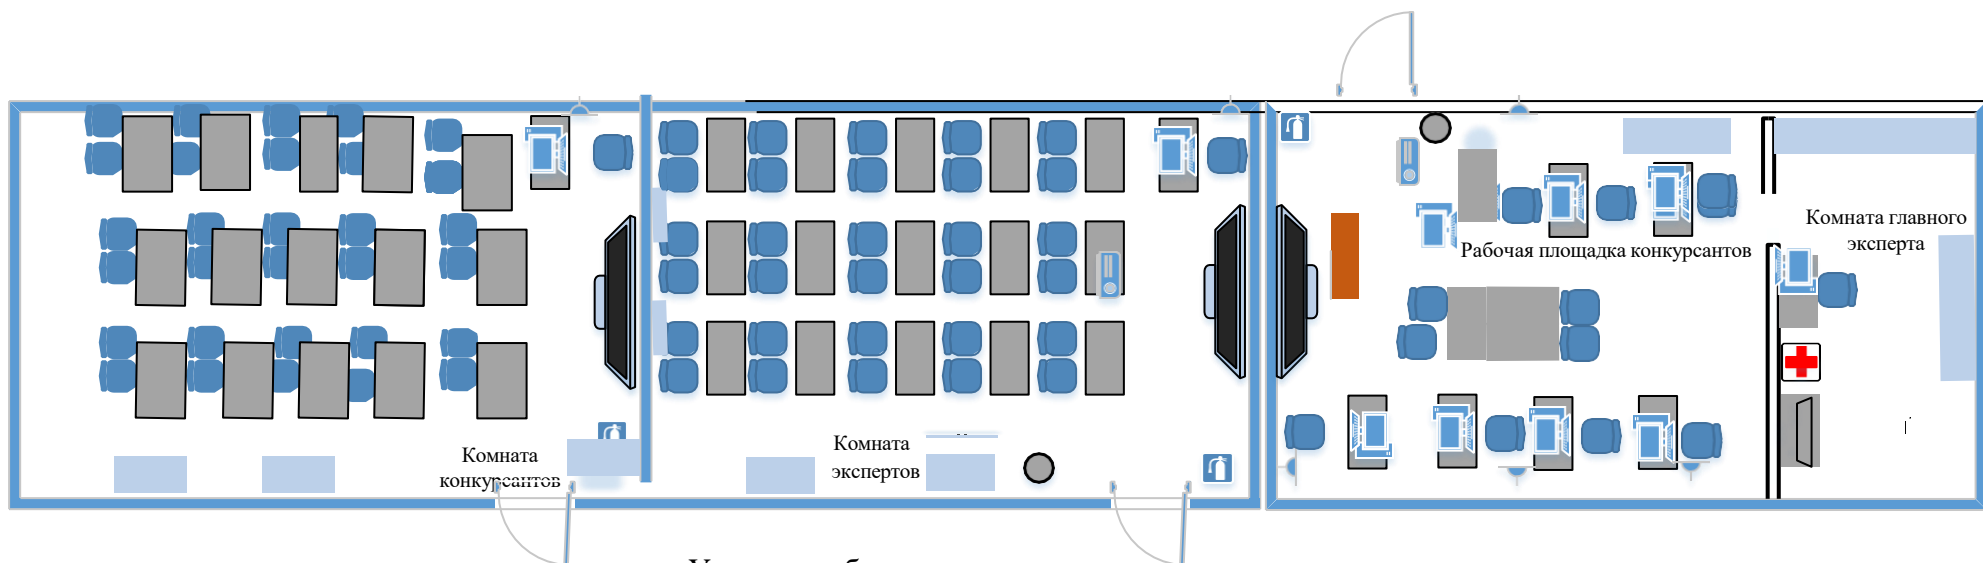 Комната
конкурсантов
Комната
экспертов
Рабочая площадка конкурсантов
Комната главного
эксперта